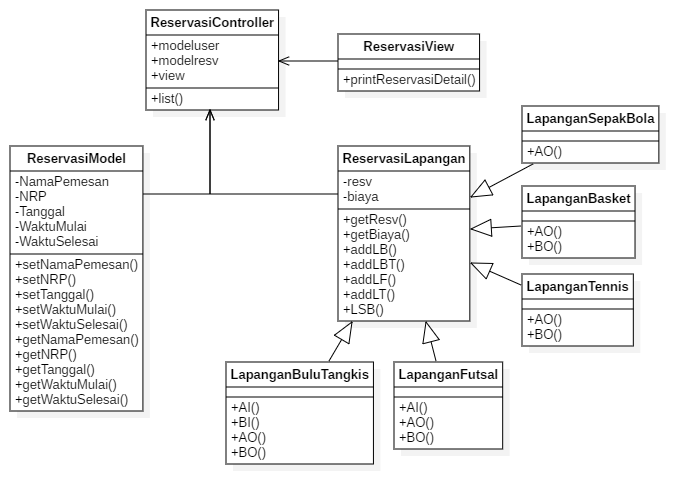 ReservasiController
+modeluser
+modelresv
+view
+list()
ReservasiView
+printReservasiDetail()
ReservasiModel
-NamaPemesan
-NRP
-Tanggal
-WaktuMulai
-WaktuSelesai
+setNamaPemesan()
+setNRP()
+setTanggal()
+setWaktuMulai()
+setWaktuSelesai()
+getNamaPemesan()
+getNRP()
+getTanggal()
+getWaktuMulai()
+getWaktuSelesai()
ReservasiLapangan
-resv
-biaya
+getResv()
+getBiaya()
+addLB()
+addLBT()
+addLF()
+addLT()
+LSB()
LapanganSepakBola
+AO()
LapanganBasket
+AO()
+BO()
LapanganTennis
+AO()
+BO()
LapanganBuluTangkis
+AI()
+BI()
+AO()
+BO()
LapanganFutsal
+AI()
+AO()
+BO()